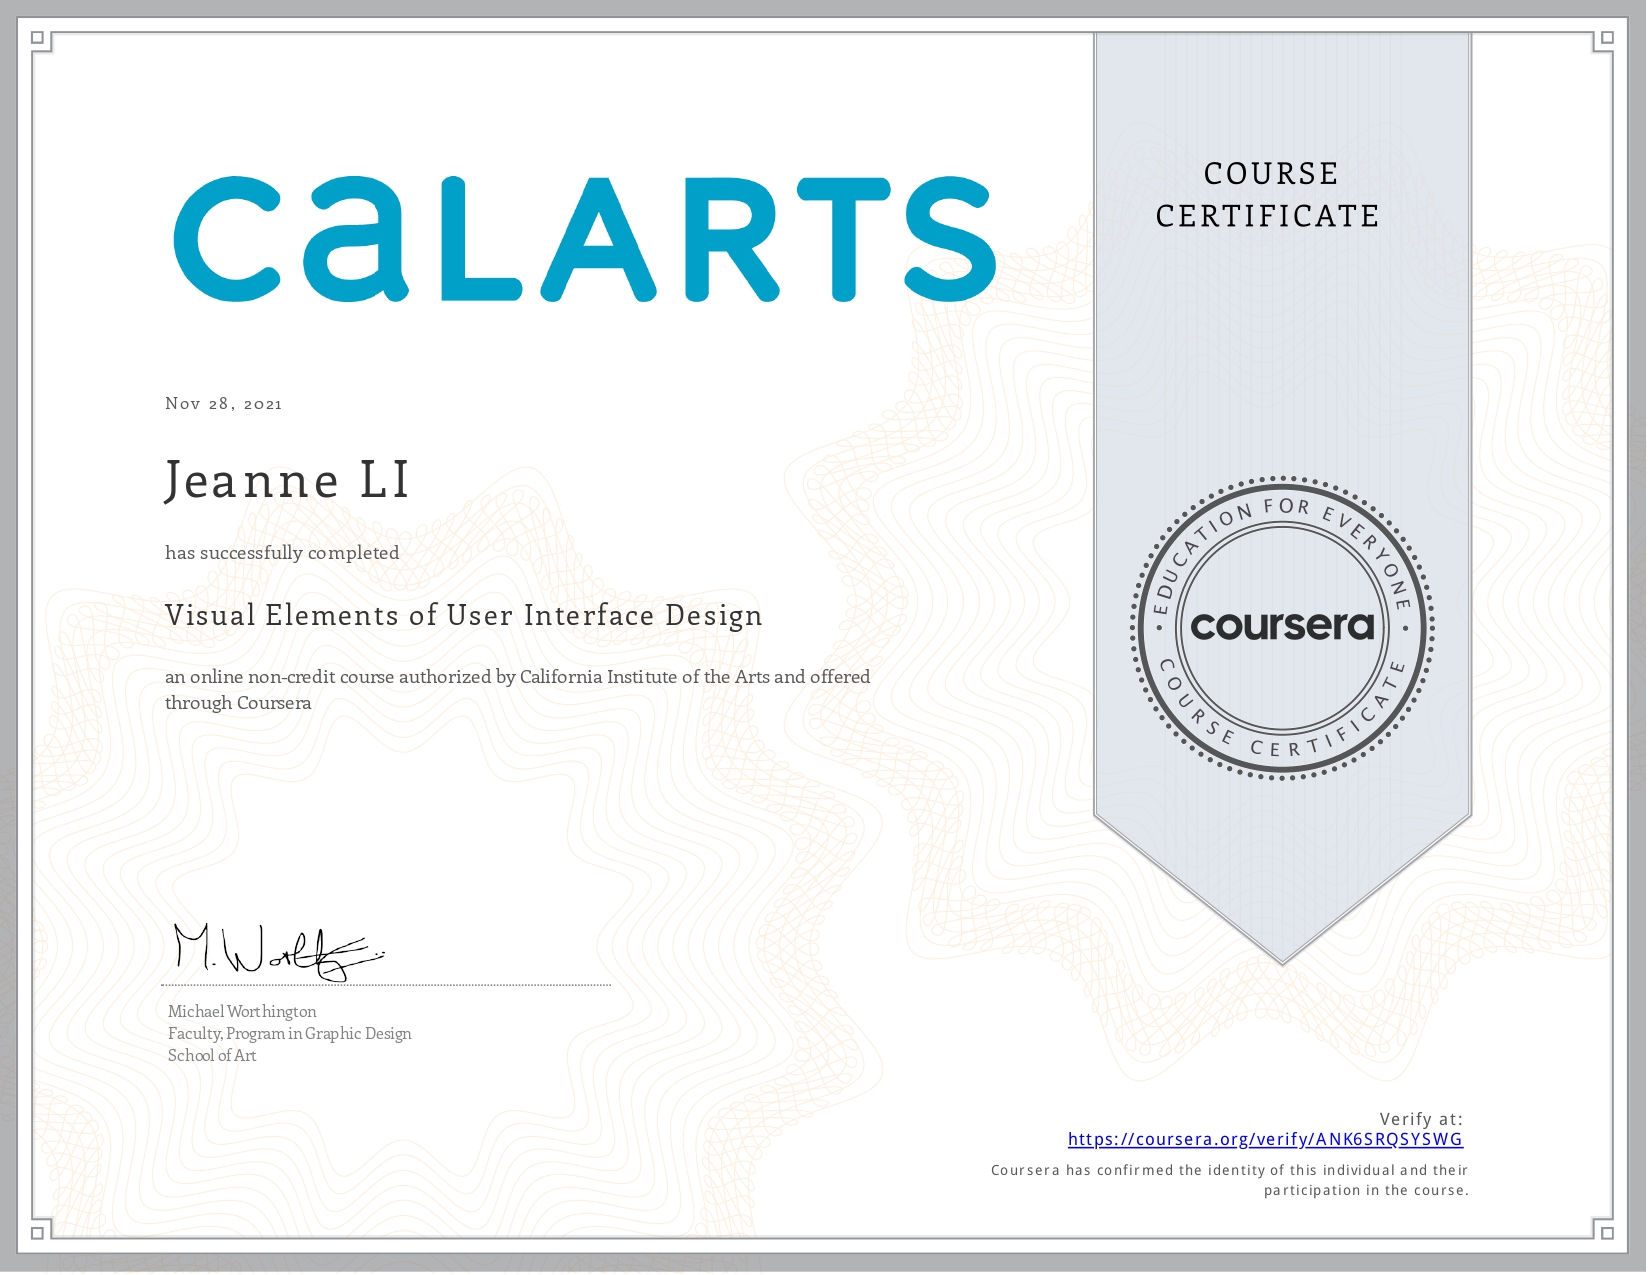 CALARTS
COURSE
CERTIFICATE
Nov 28, 2021
Jeanne LI
has successfully completed
Visual Elements of User Interface Design
an online non-credit course authorized by California Institute of the Arts and offered
through Coursera
EDUCATION FOR EVERYONE
coursera
COURSE CERTIFICATE
M. Worth
Michael Worthington
Faculty, Program in Graphic Design
School of Art
Verify at:
https://coursera.org/verify/ANK6SRQSYSWG
Coursera has confirmed the identity of this individual and their
participation in the course.